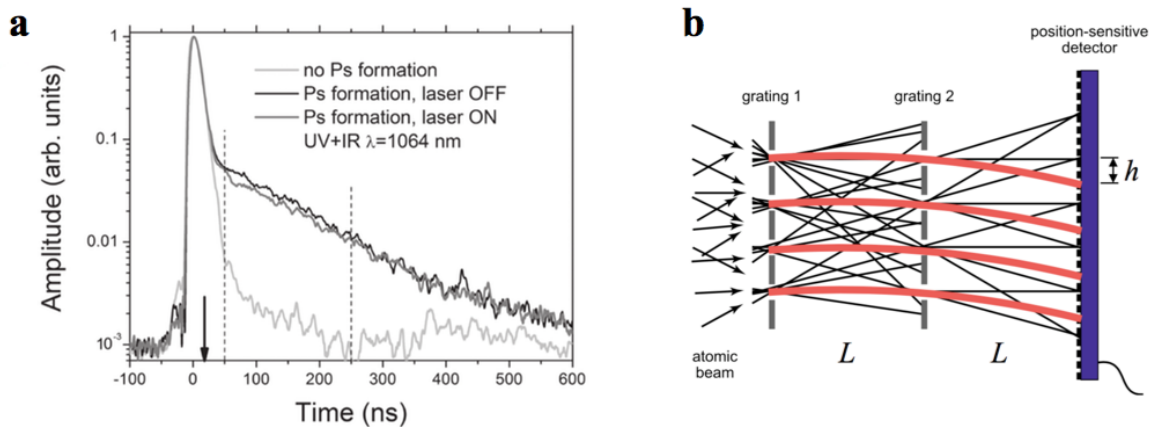 a
Amplitude (arb. units)
1
0.1
0.01
10⁻³
no Ps formation
Ps formation, laser OFF
Ps formation, laser ON
UV+IR λ=1064 nm
-100 0 100 200 300 400 500 600
Time (ns)
b
position-sensitive
detector
grating 1
grating 2
h
atomic
beam
L
L